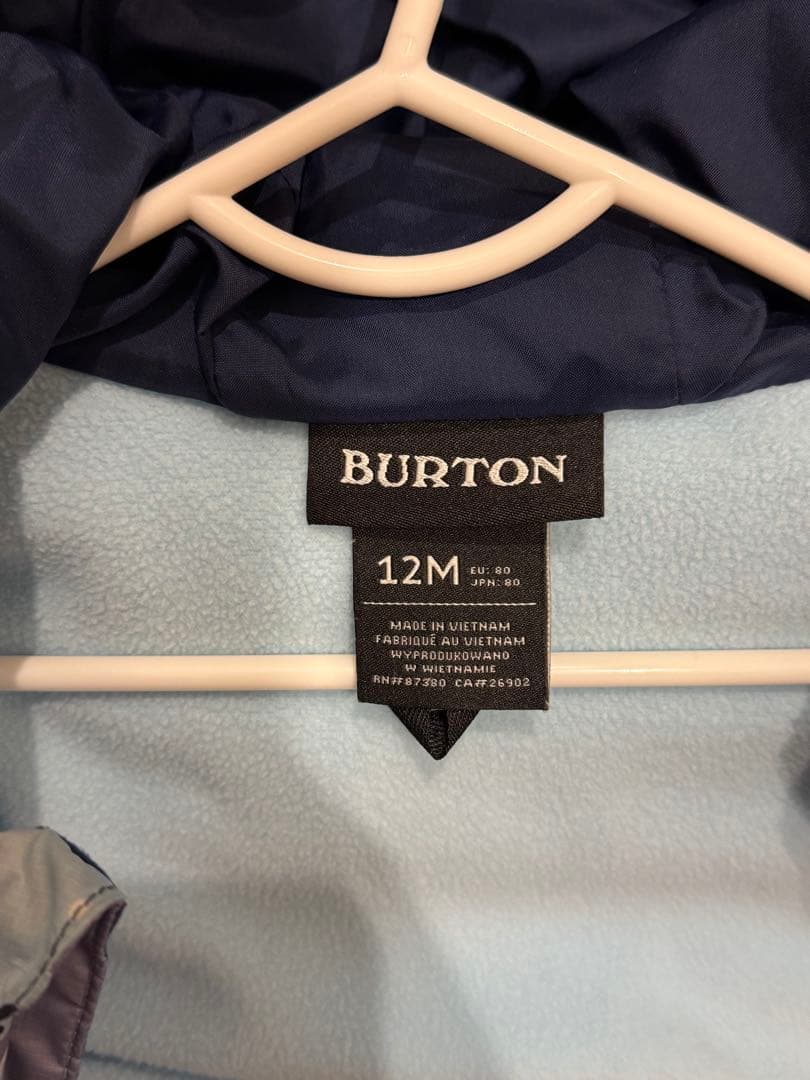 BURTON
12M EU: 80
JPN: 80
MADE IN VIETNAM
FABRIQUÉ AU VIETNAM
WYPRODUKOWANO
W WIETNAMIE
RN#87380 CA#26902